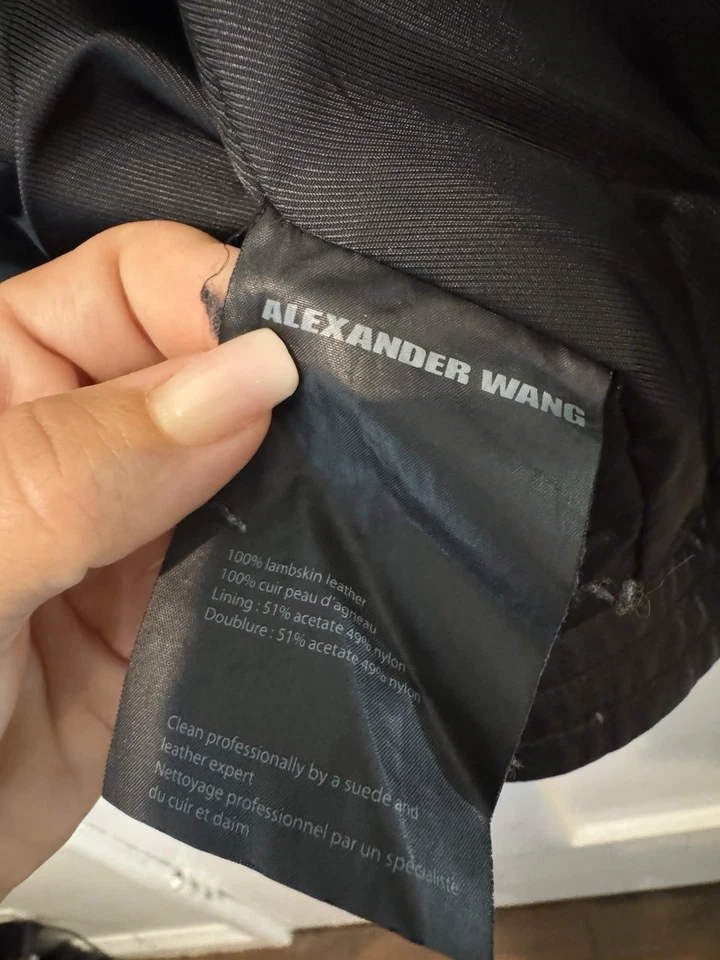 ALEXANDER WANG
100% lambskin leather
100% cuir peau d'agneau
Lining : 51% acetate 49% nylon
Doublure : 51% acetate 49% nylon
Clean professionally by a suede and
leather expert
Nettoyage professionnel par un spécialiste
du cuir et daim